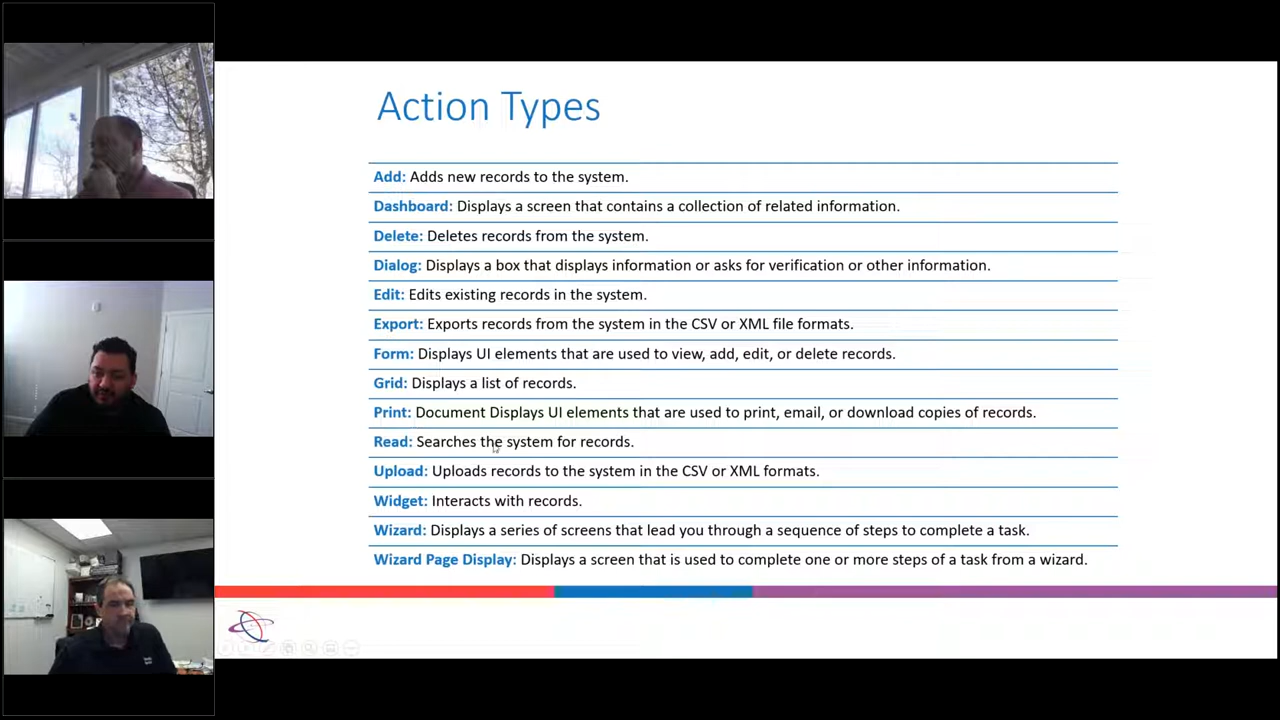 Action Types
Add: Adds new records to the system.
Dashboard: Displays a screen that contains a collection of related information.
Delete: Deletes records from the system.
Dialog: Displays a box that displays information or asks for verification or other information.
Edit: Edits existing records in the system.
Export: Exports records from the system in the CSV or XML file formats.
Form: Displays UI elements that are used to view, add, edit, or delete records.
Grid: Displays a list of records.
Print: Document Displays UI elements that are used to print, email, or download copies of records.
Read: Searches the system for records.
Upload: Uploads records to the system in the CSV or XML formats.
Widget: Interacts with records.
Wizard: Displays a series of screens that lead you through a sequence of steps to complete a task.
Wizard Page Display: Displays a screen that is used to complete one or more steps of a task from a wizard.